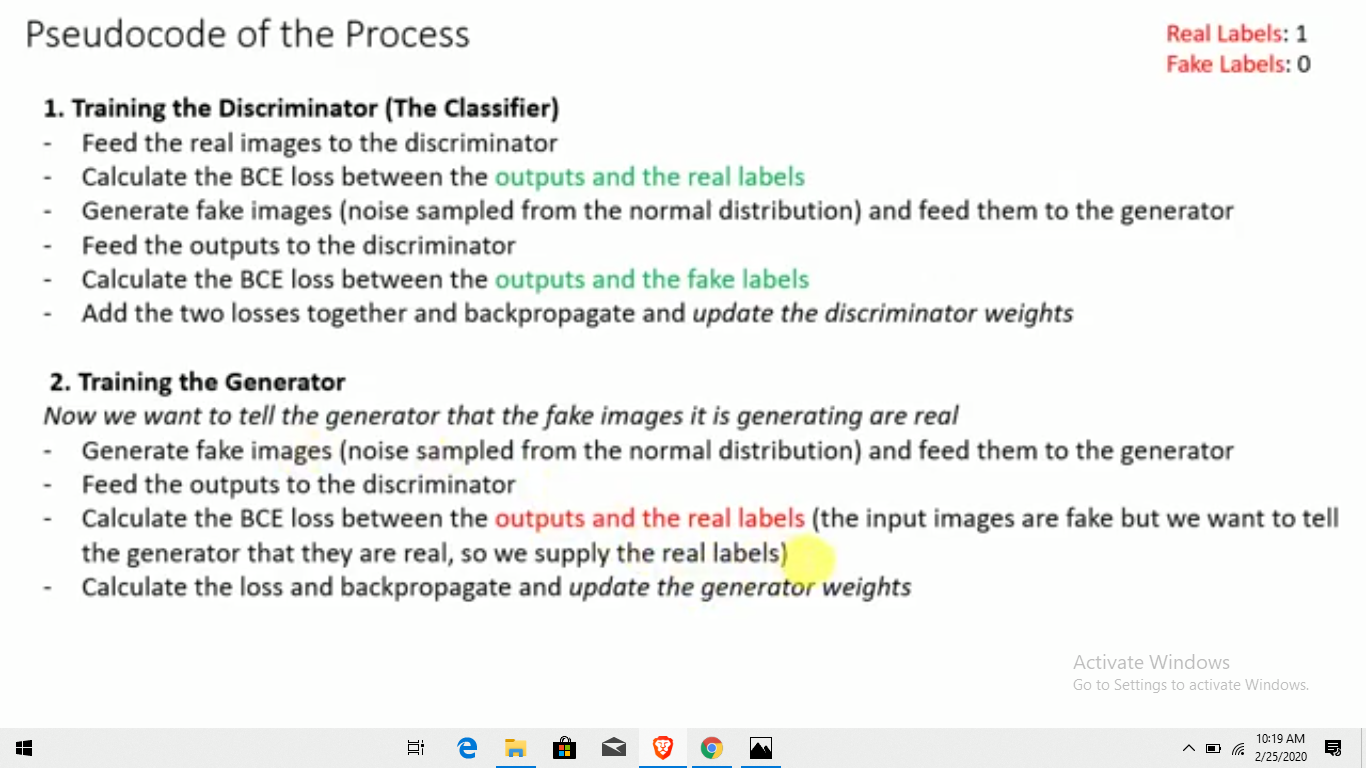 Pseudocode of the Process
Real Labels: 1
Fake Labels: 0
1. Training the Discriminator (The Classifier)
- Feed the real images to the discriminator
- Calculate the BCE loss between the outputs and the real labels
- Generate fake images (noise sampled from the normal distribution) and feed them to the generator
- Feed the outputs to the discriminator
- Calculate the BCE loss between the outputs and the fake labels
- Add the two losses together and backpropagate and update the discriminator weights
2. Training the Generator
Now we want to tell the generator that the fake images it is generating are real
- Generate fake images (noise sampled from the normal distribution) and feed them to the generator
- Feed the outputs to the discriminator
- Calculate the BCE loss between the outputs and the real labels (the input images are fake but we want to tell
the generator that they are real, so we supply the real labels)
- Calculate the loss and backpropagate and update the generator weights
Activate Windows
Go to Settings to activate Windows.
10:19 AM
2/25/2020